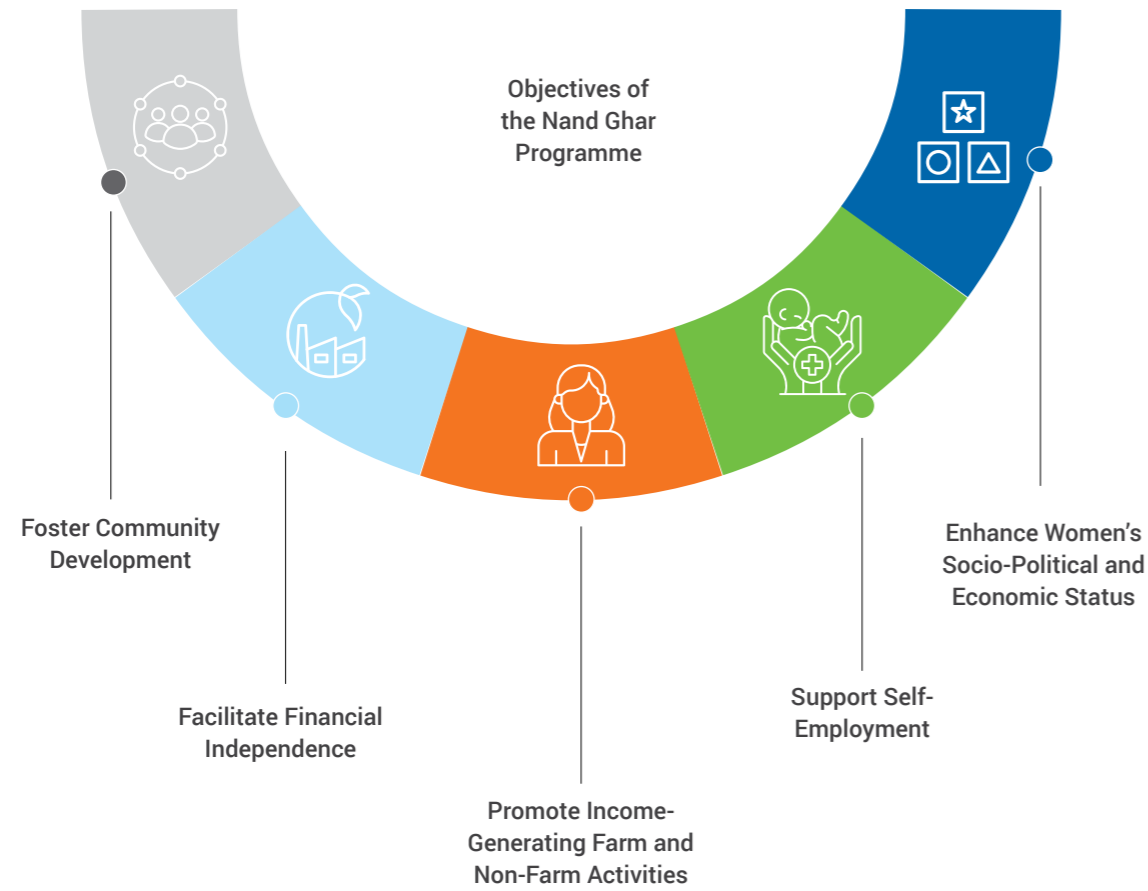 Objectives of
the Nand Ghar
Programme
Foster Community
Development
Facilitate Financial
Independence
Promote Income-
Generating Farm and
Non-Farm Activities
Support Self-
Employment
Enhance Women's
Socio-Political and
Economic Status